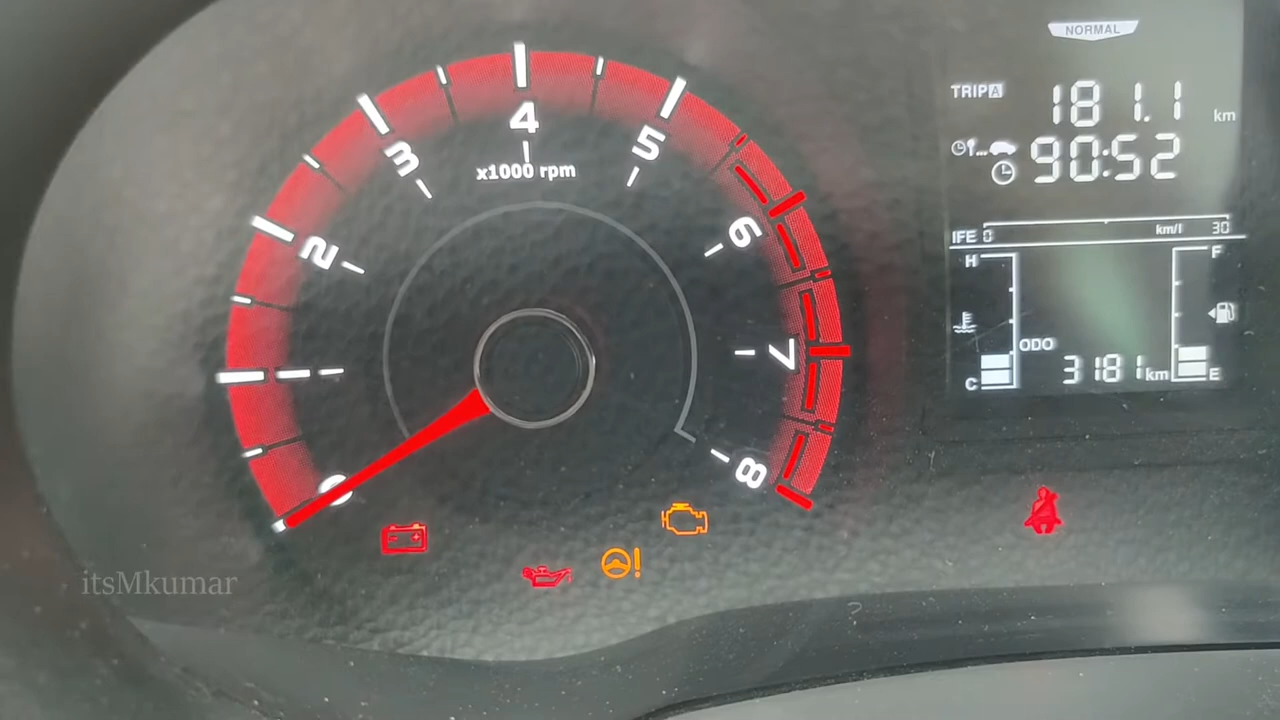 NORMAL
TRIP A 181.1 km
90:52
IFE 0 km/l 30
H F
ODO
3181 km
C E
4
3 5
x1000 rpm
2 6
1 7
0 8
itsMkumar